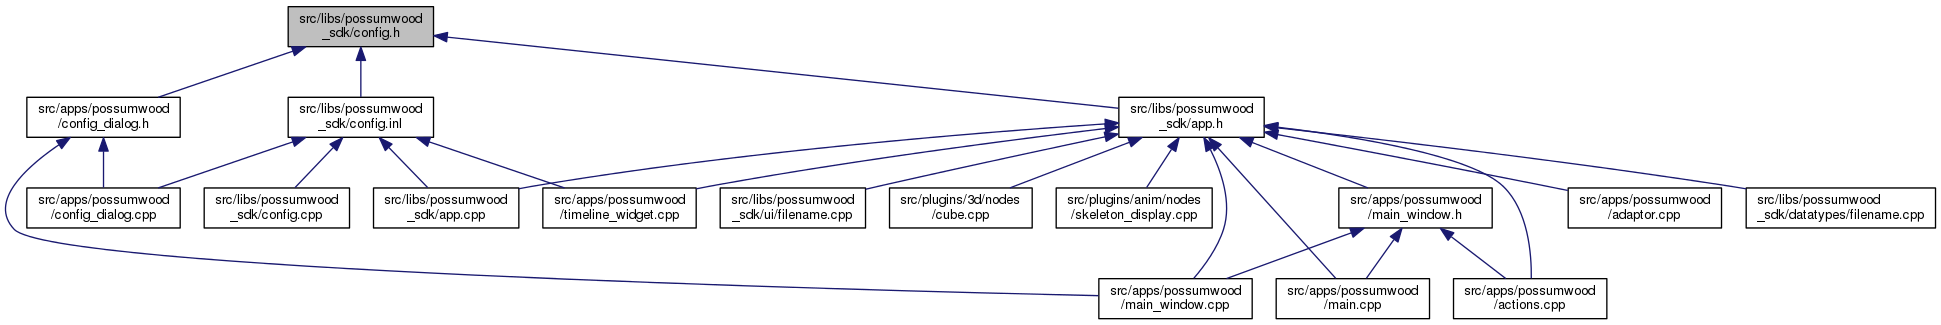 src/libs/possumwood
_sdk/config.h
src/apps/possumwood
/config_dialog.h
src/libs/possumwood
_sdk/config.inl
src/libs/possumwood
_sdk/app.h
src/apps/possumwood
/config_dialog.cpp
src/libs/possumwood
_sdk/config.cpp
src/libs/possumwood
_sdk/app.cpp
src/apps/possumwood
/timeline_widget.cpp
src/libs/possumwood
_sdk/ui/filename.cpp
src/plugins/3d/nodes
/cube.cpp
src/plugins/anim/nodes
/skeleton_display.cpp
src/apps/possumwood
/main_window.h
src/apps/possumwood
/adaptor.cpp
src/libs/possumwood
_sdk/datatypes/filename.cpp
src/apps/possumwood
/main_window.cpp
src/apps/possumwood
/main.cpp
src/apps/possumwood
/actions.cpp